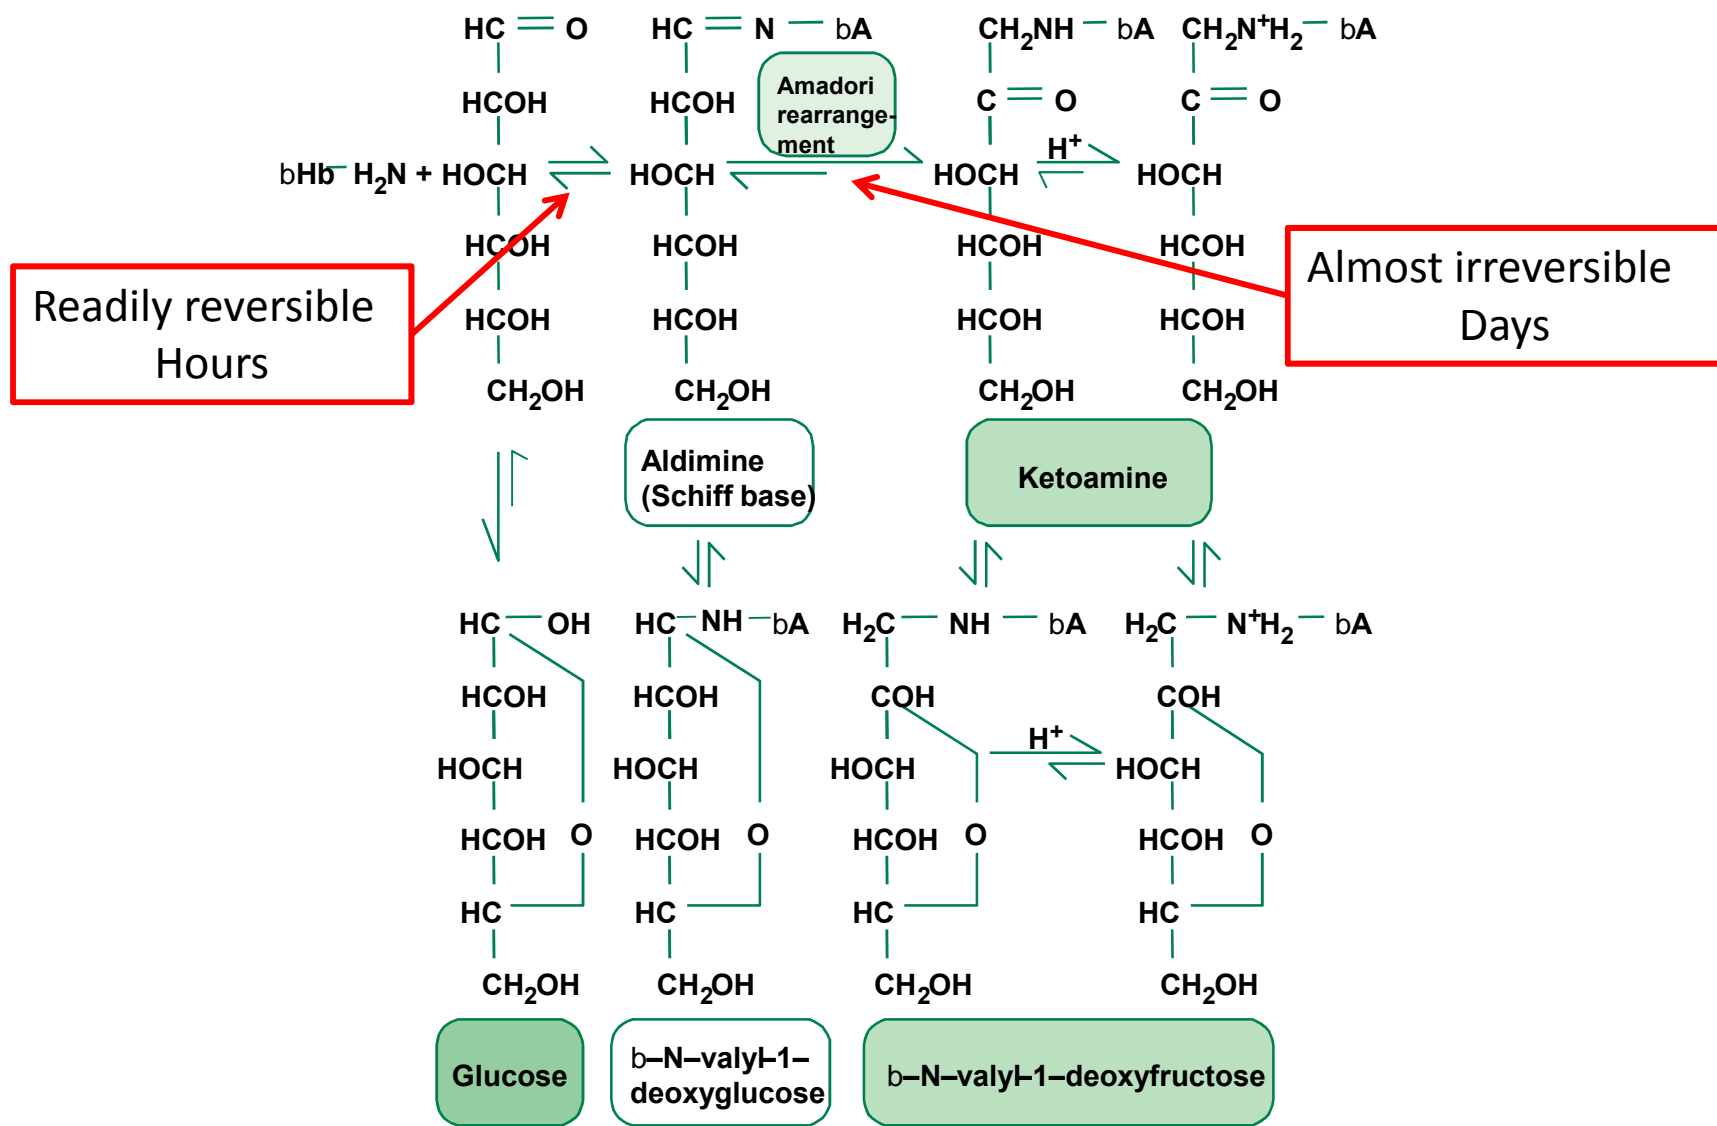 HC = O HC = N — bA CH₂NH — bA CH₂N⁺H₂ — bA
Amadori
rearrange-
ment
HCOH HCOH C = O C = O
H⁺
bHb— H₂N + HOCH HOCH HOCH HOCH
HCOH HCOH HCOH HCOH
Readily reversible
Hours
Almost irreversible
Days
HCOH HCOH HCOH HCOH
CH₂OH CH₂OH CH₂OH CH₂OH
Aldimine
(Schiff base)
Ketoamine
HC — OH HC — NH — bA H₂C — NH — bA H₂C — N⁺H₂ — bA
HCOH HCOH COH COH
H⁺
HOCH HOCH HOCH HOCH
HCOH O HCOH O HCOH O HCOH O
HC HC HC HC
CH₂OH CH₂OH CH₂OH CH₂OH
Glucose
b–N–valyl–1–
deoxyglucose
b–N–valyl–1–deoxyfructose